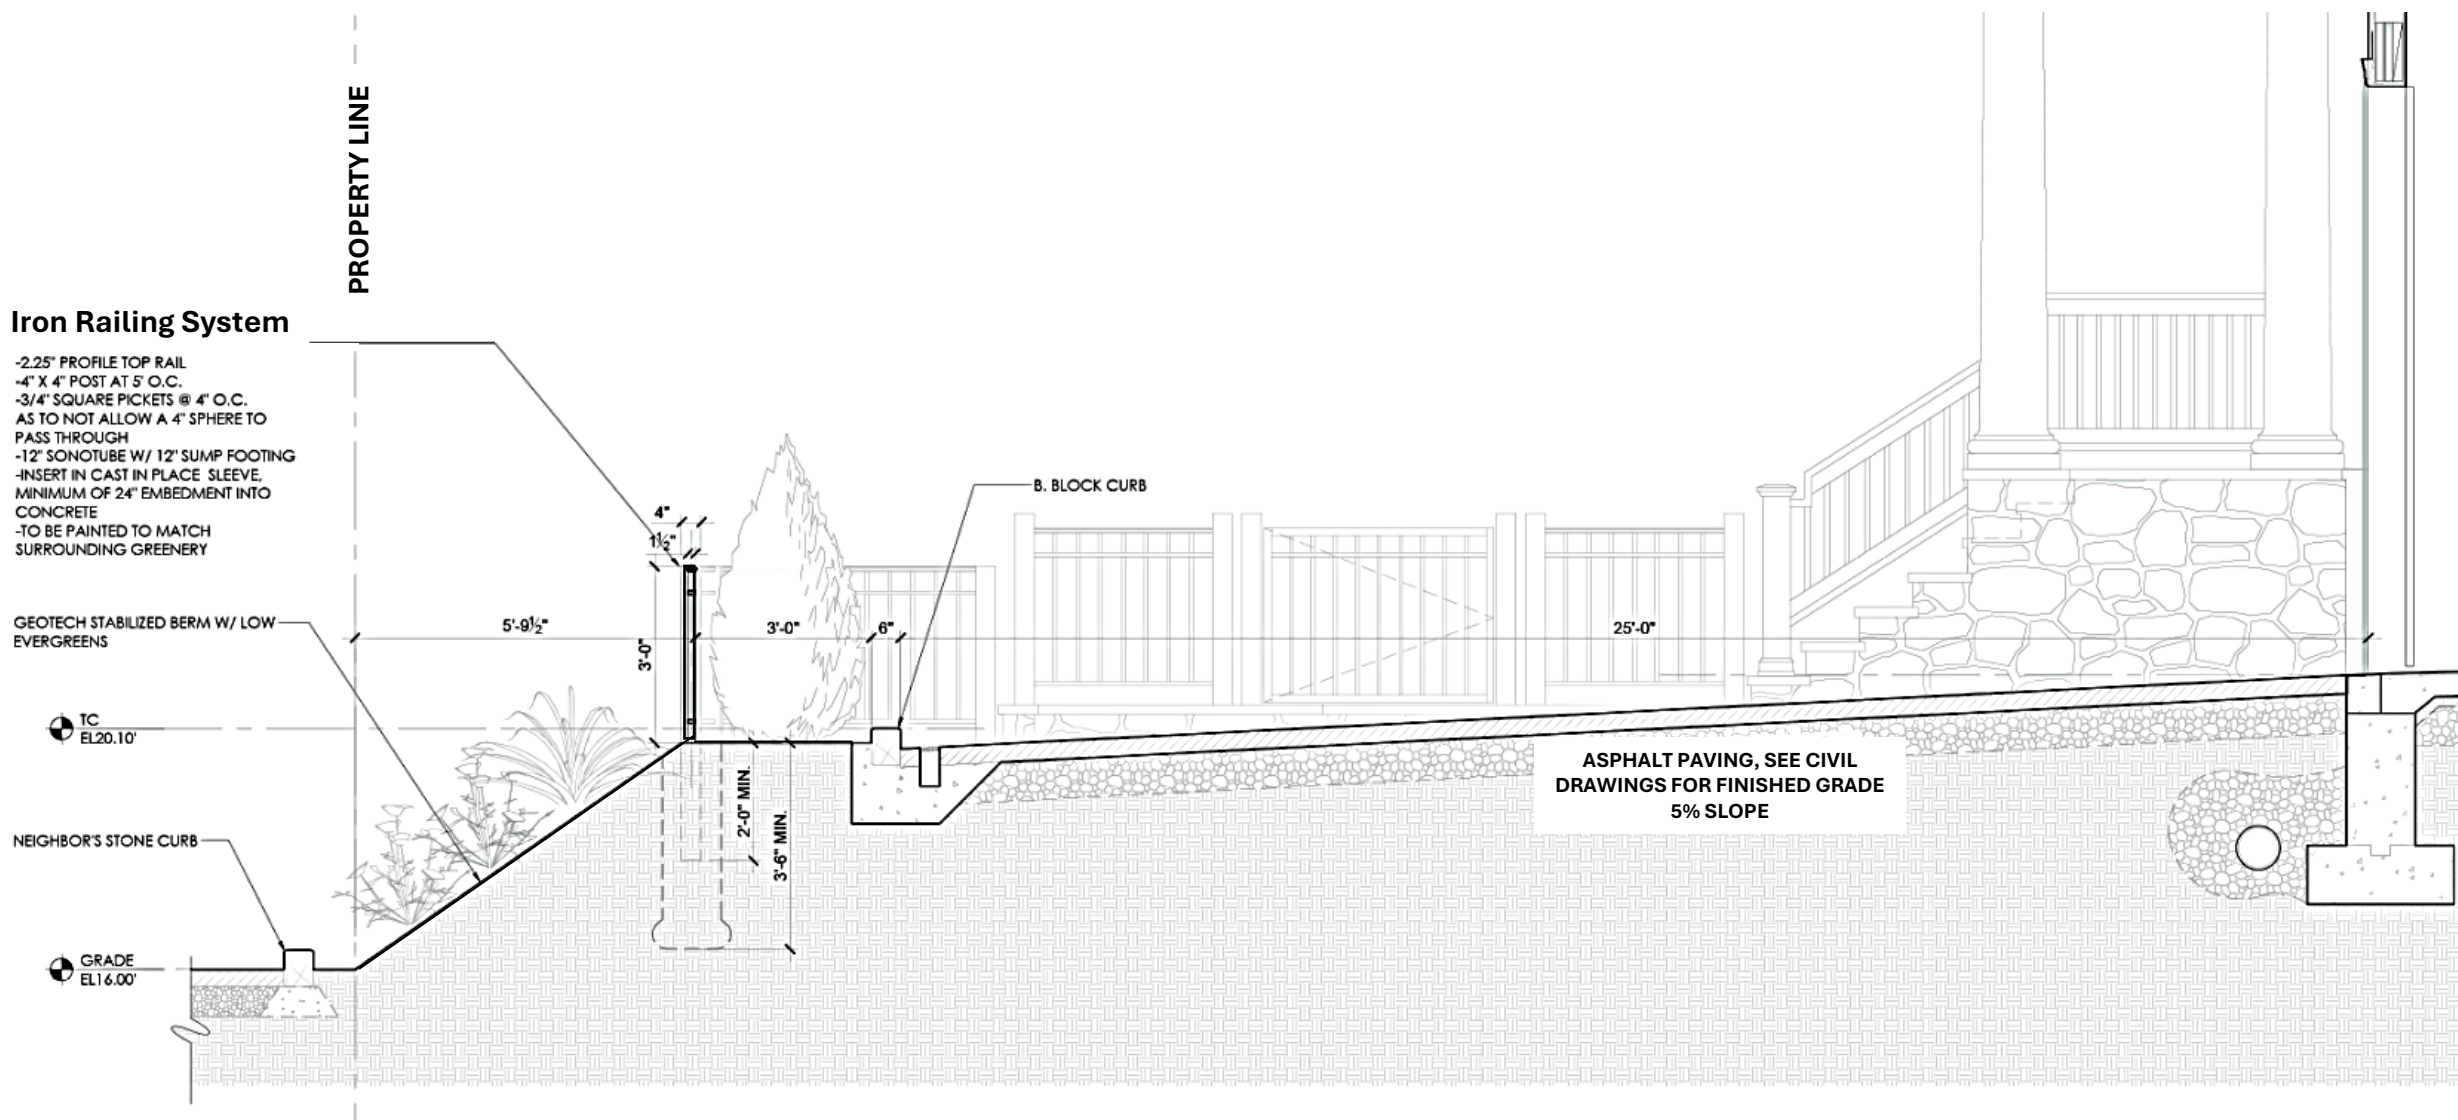 PROPERTY LINE
Iron Railing System
-2.25" PROFILE TOP RAIL
-4" X 4" POST AT 5' O.C.
-3/4" SQUARE PICKETS @ 4" O.C.
AS TO NOT ALLOW A 4" SPHERE TO
PASS THROUGH
-12" SONOTUBE W/ 12" SUMP FOOTING
-INSERT IN CAST IN PLACE SLEEVE,
MINIMUM OF 24" EMBEDMENT INTO
CONCRETE
-TO BE PAINTED TO MATCH
SURROUNDING GREENERY
GEOTECH STABILIZED BERM W/ LOW
EVERGREENS
TC
EL20.10'
NEIGHBOR'S STONE CURB
GRADE
EL16.00'
4"
1½"
5'-9½"
3'-0"
3'-0"
6"
25'-0"
B. BLOCK CURB
2'-0" MIN.
3'-6" MIN.
ASPHALT PAVING, SEE CIVIL
DRAWINGS FOR FINISHED GRADE
5% SLOPE